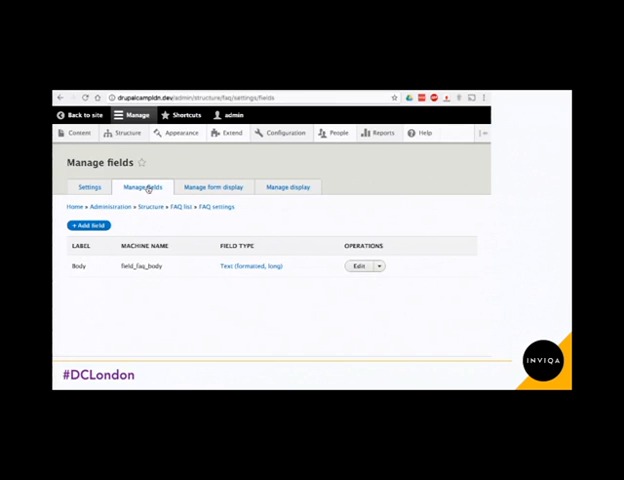 drupalcampldn.dev/admin/structure/faq/settings/fields
Back to site Manage Shortcuts admin
Content Structure Appearance Extend Configuration People Reports Help
Manage fields
Settings Manage fields Manage form display Manage display
Home » Administration » Structure » FAQ list » FAQ settings
+ Add field
LABEL MACHINE NAME FIELD TYPE OPERATIONS
Body field_faq_body Text (formatted, long) Edit
INVIQA
#DCLondon